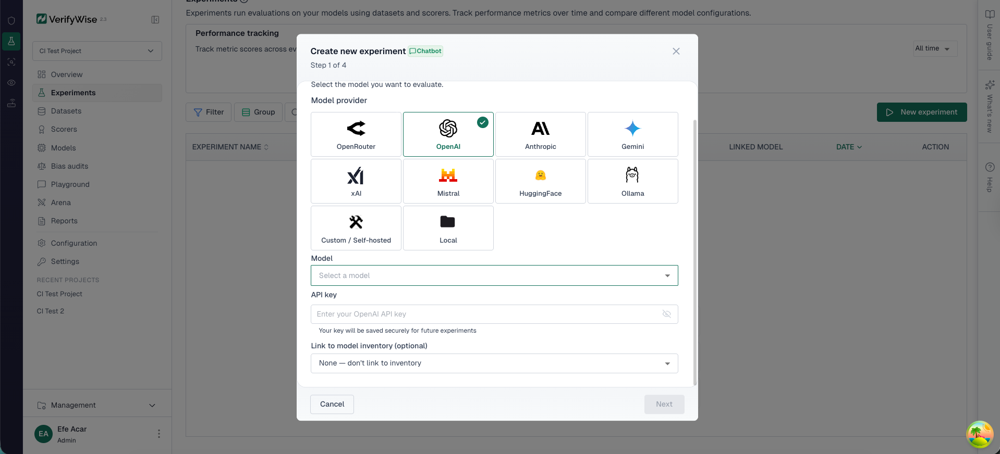 VerifyWise 2.3
CI Test Project
Overview
Experiments
Datasets
Scorers
Models
Bias audits
Playground
Arena
Reports
Configuration
Settings
RECENT PROJECTS
CI Test Project
CI Test 2
Management
EA
Efe Acar
Admin
Experiments
Experiments run evaluations on your models using datasets and scorers. Track performance metrics over time and compare different model configurations.
Performance tracking
Track metric scores across
All time
Filter
Group
New experiment
EXPERIMENT NAME
LINKED MODEL
DATE
ACTION
Create new experiment
Chatbot
Step 1 of 4
Select the model you want to evaluate.
Model provider
OpenRouter
OpenAI
Anthropic
Gemini
xAI
Mistral
HuggingFace
Ollama
Custom / Self-hosted
Local
Model
Select a model
API key
Enter your OpenAI API key
Your key will be saved securely for future experiments
Link to model inventory (optional)
None — don't link to inventory
Cancel
Next
User guide
What's new
Help